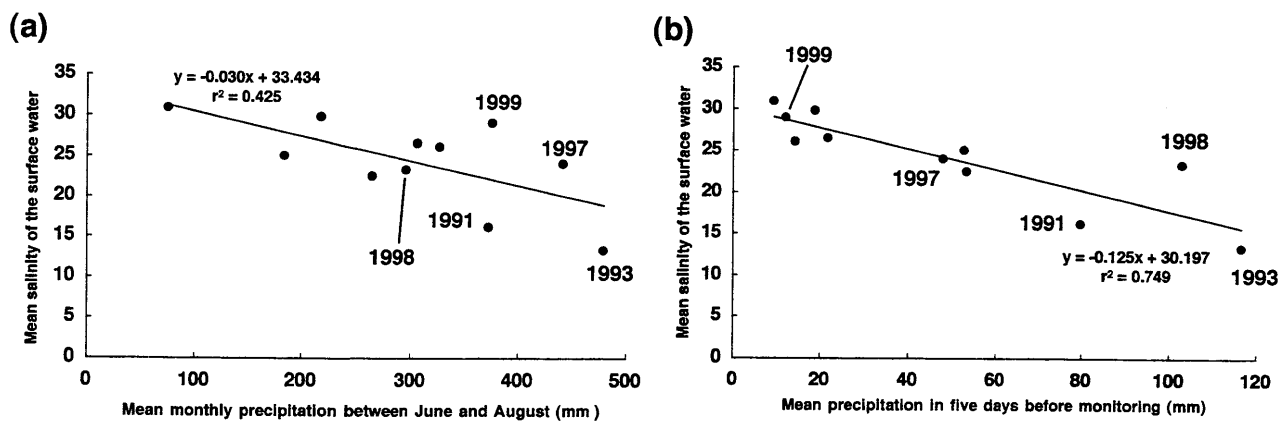 (a)
Mean salinity of the surface water
35
30
25
20
15
10
5
0
y = -0.030x + 33.434
r² = 0.425
1999
1997
1991
1998
1993
0 100 200 300 400 500
Mean monthly precipitation between June and August (mm )
(b)
Mean salinity of the surface water
35
30
25
20
15
10
5
0
1999
1998
1997
1991
y = -0.125x + 30.197
r² = 0.749
1993
0 20 40 60 80 100 120
Mean precipitation in five days before monitoring (mm)